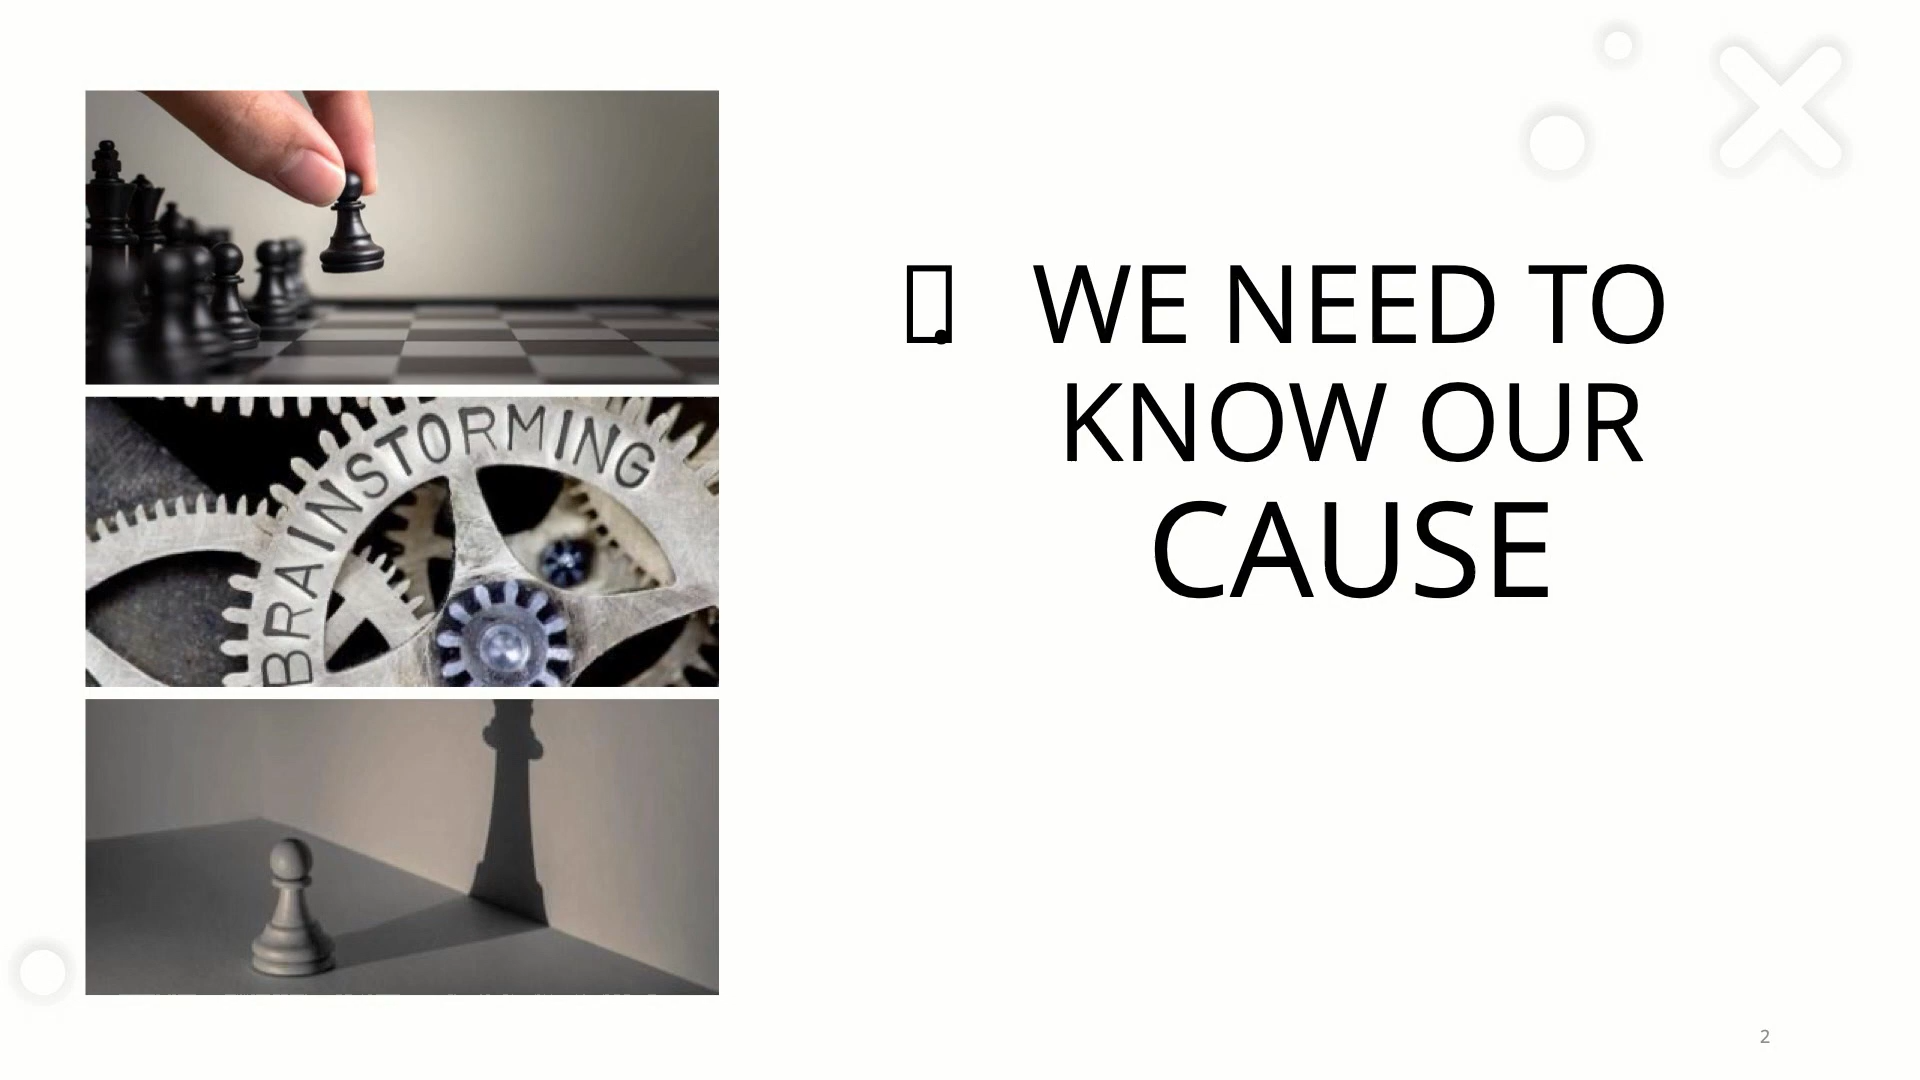 BRAINSTORMING
WE NEED TO
KNOW OUR
CAUSE
2